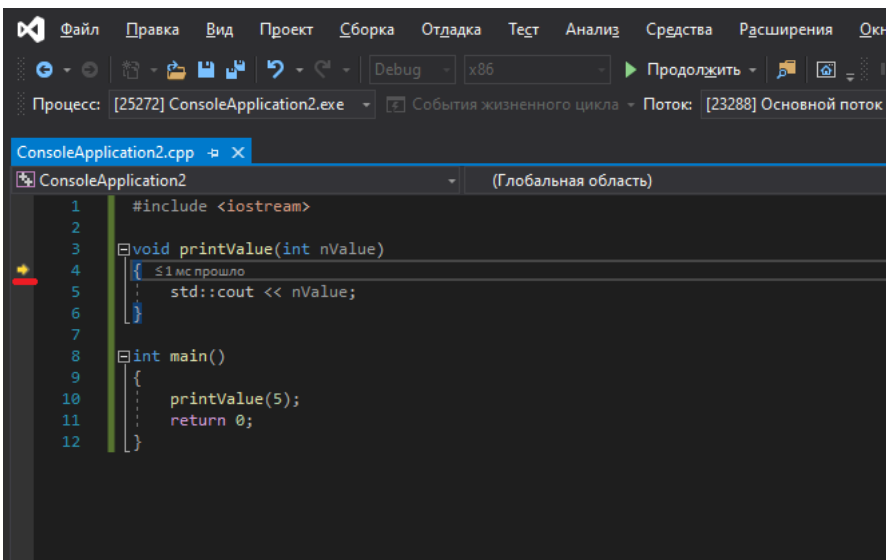 Файл Правка Вид Проект Сборка Отладка Тест Анализ Средства Расширения
Debug x86 Продолжить
Процесс: [25272] ConsoleApplication2.exe События жизненного цикла Поток: [23288] Основной поток
ConsoleApplication2.cpp
ConsoleApplication2 (Глобальная область)
1 #include <iostream>
2
3 void printValue(int nValue)
4 { ≤1 мс прошло
5 std::cout << nValue;
6 }
7
8 int main()
9 {
10 printValue(5);
11 return 0;
12 }